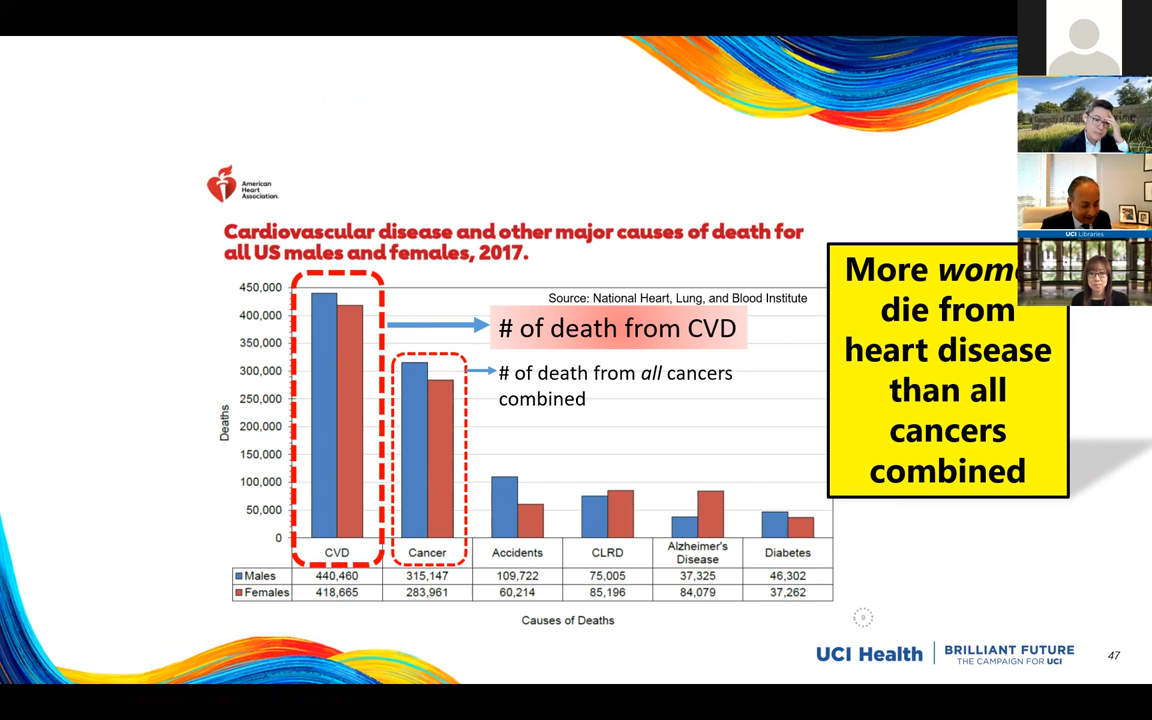 American
Heart
Association.
Cardiovascular disease and other major causes of death for
all US males and females, 2017.
Source: National Heart, Lung, and Blood Institute
# of death from CVD
# of death from all cancers
combined
More
die from
heart disease
than all
cancers
combined
Deaths
450,000
400,000
350,000
300,000
250,000
200,000
150,000
100,000
50,000
0
CVD Cancer Accidents CLRD Alzheimer's Disease Diabetes
Males 440,460 315,147 109,722 75,005 37,325 46,302
Females 418,665 283,961 60,214 85,196 84,079 37,262
Causes of Deaths
9
UCI Health
BRILLIANT FUTURE
THE CAMPAIGN FOR UCI
47
UCI Libraries